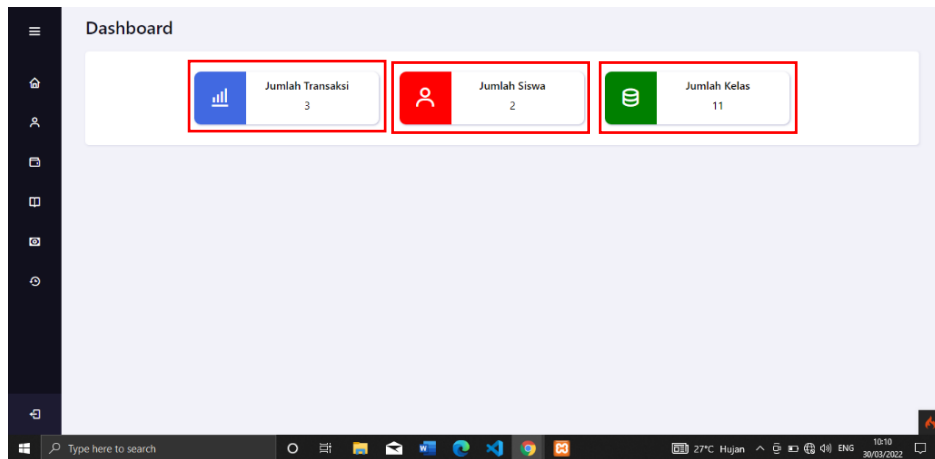 Dashboard
Jumlah Transaksi
3
Jumlah Siswa
2
Jumlah Kelas
11
Type here to search
27°C Hujan
ENG
10:10
30/03/2022